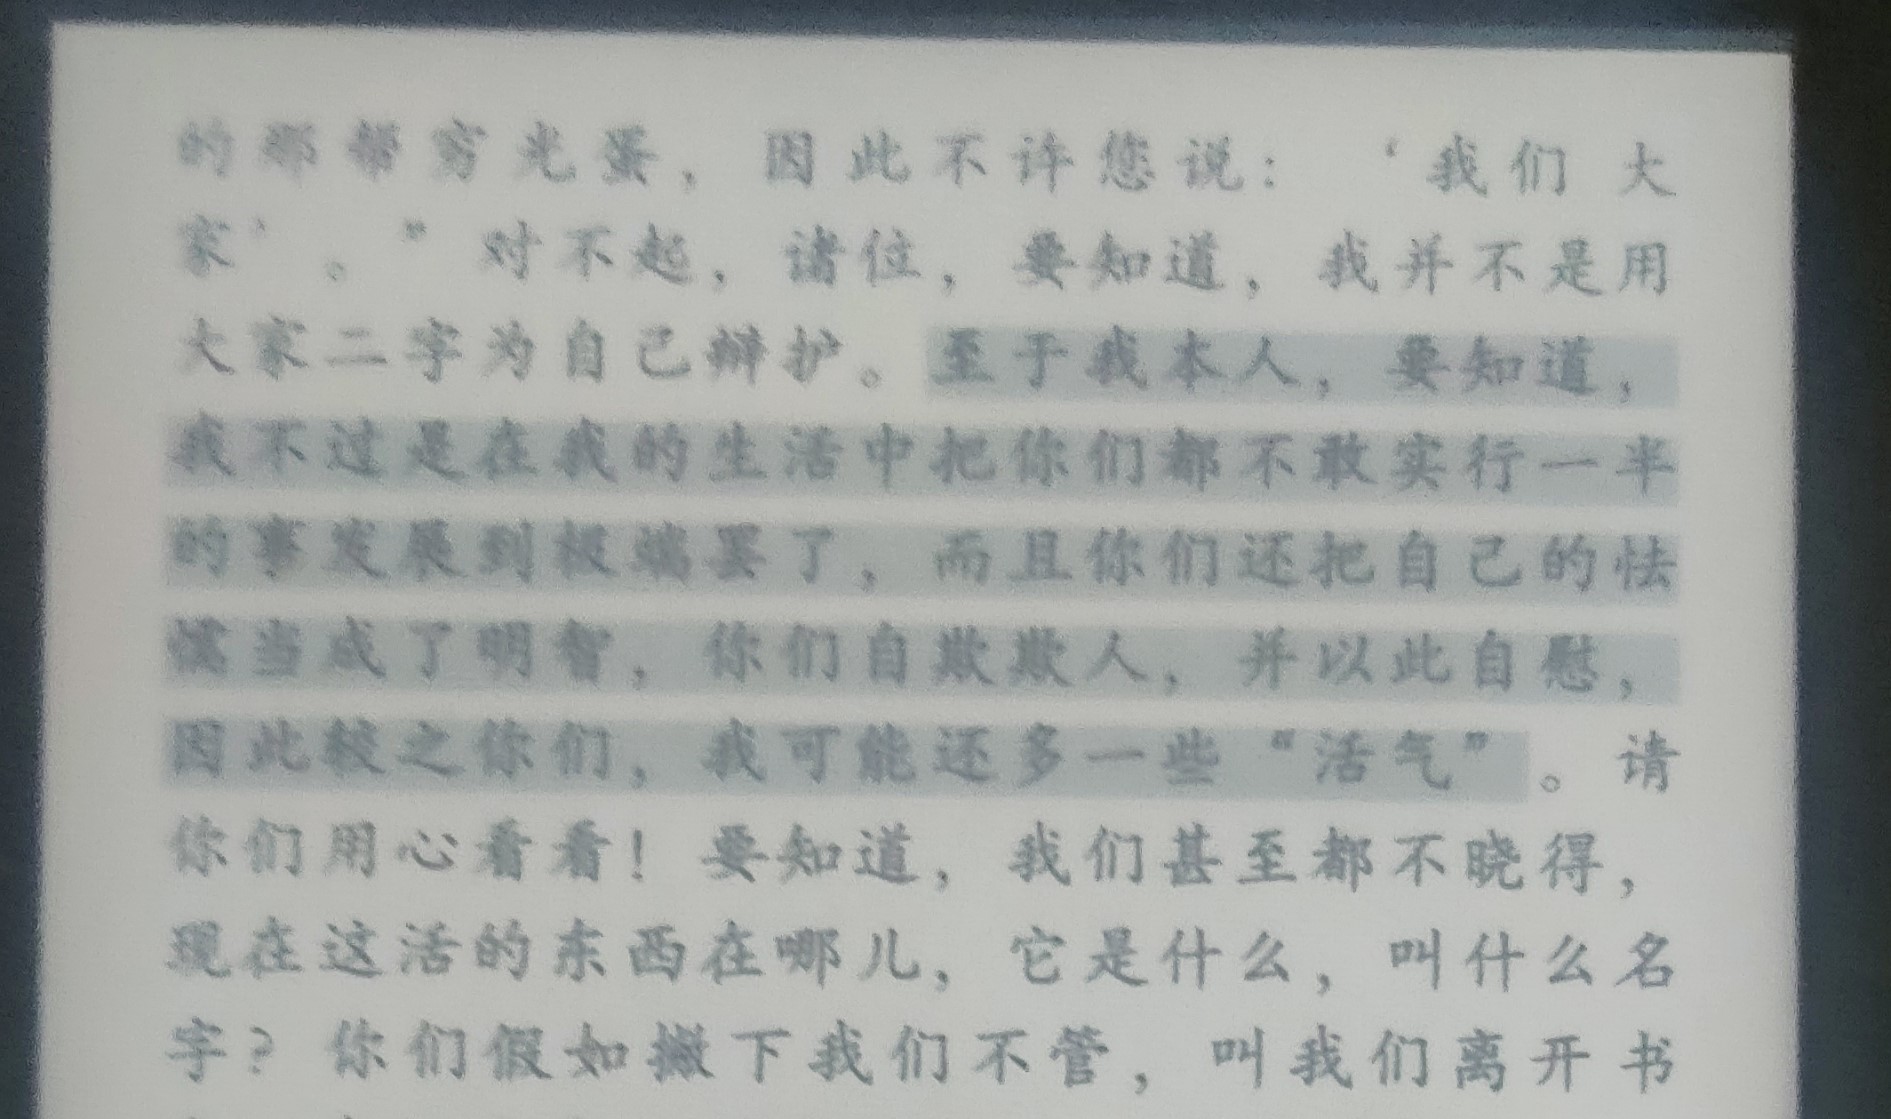 的那帮穷光蛋，因此不许您说：‘我们大
家’。”对不起，诸位，要知道，我并不是用
大家二字为自己辩护。至于我本人，要知道，
我不过是在我的生活中把你们都不敢实行一半
的事发展到极端罢了，而且你们还把自己的怯
懦当成了明智，你们自欺欺人，并以此自慰，
因此较之你们，我可能还多一些“活气”。请
你们用心看看！要知道，我们甚至都不晓得，
现在这活的东西在哪儿，它是什么，叫什么名
字？你们假如撇下我们不管，叫我们离开书